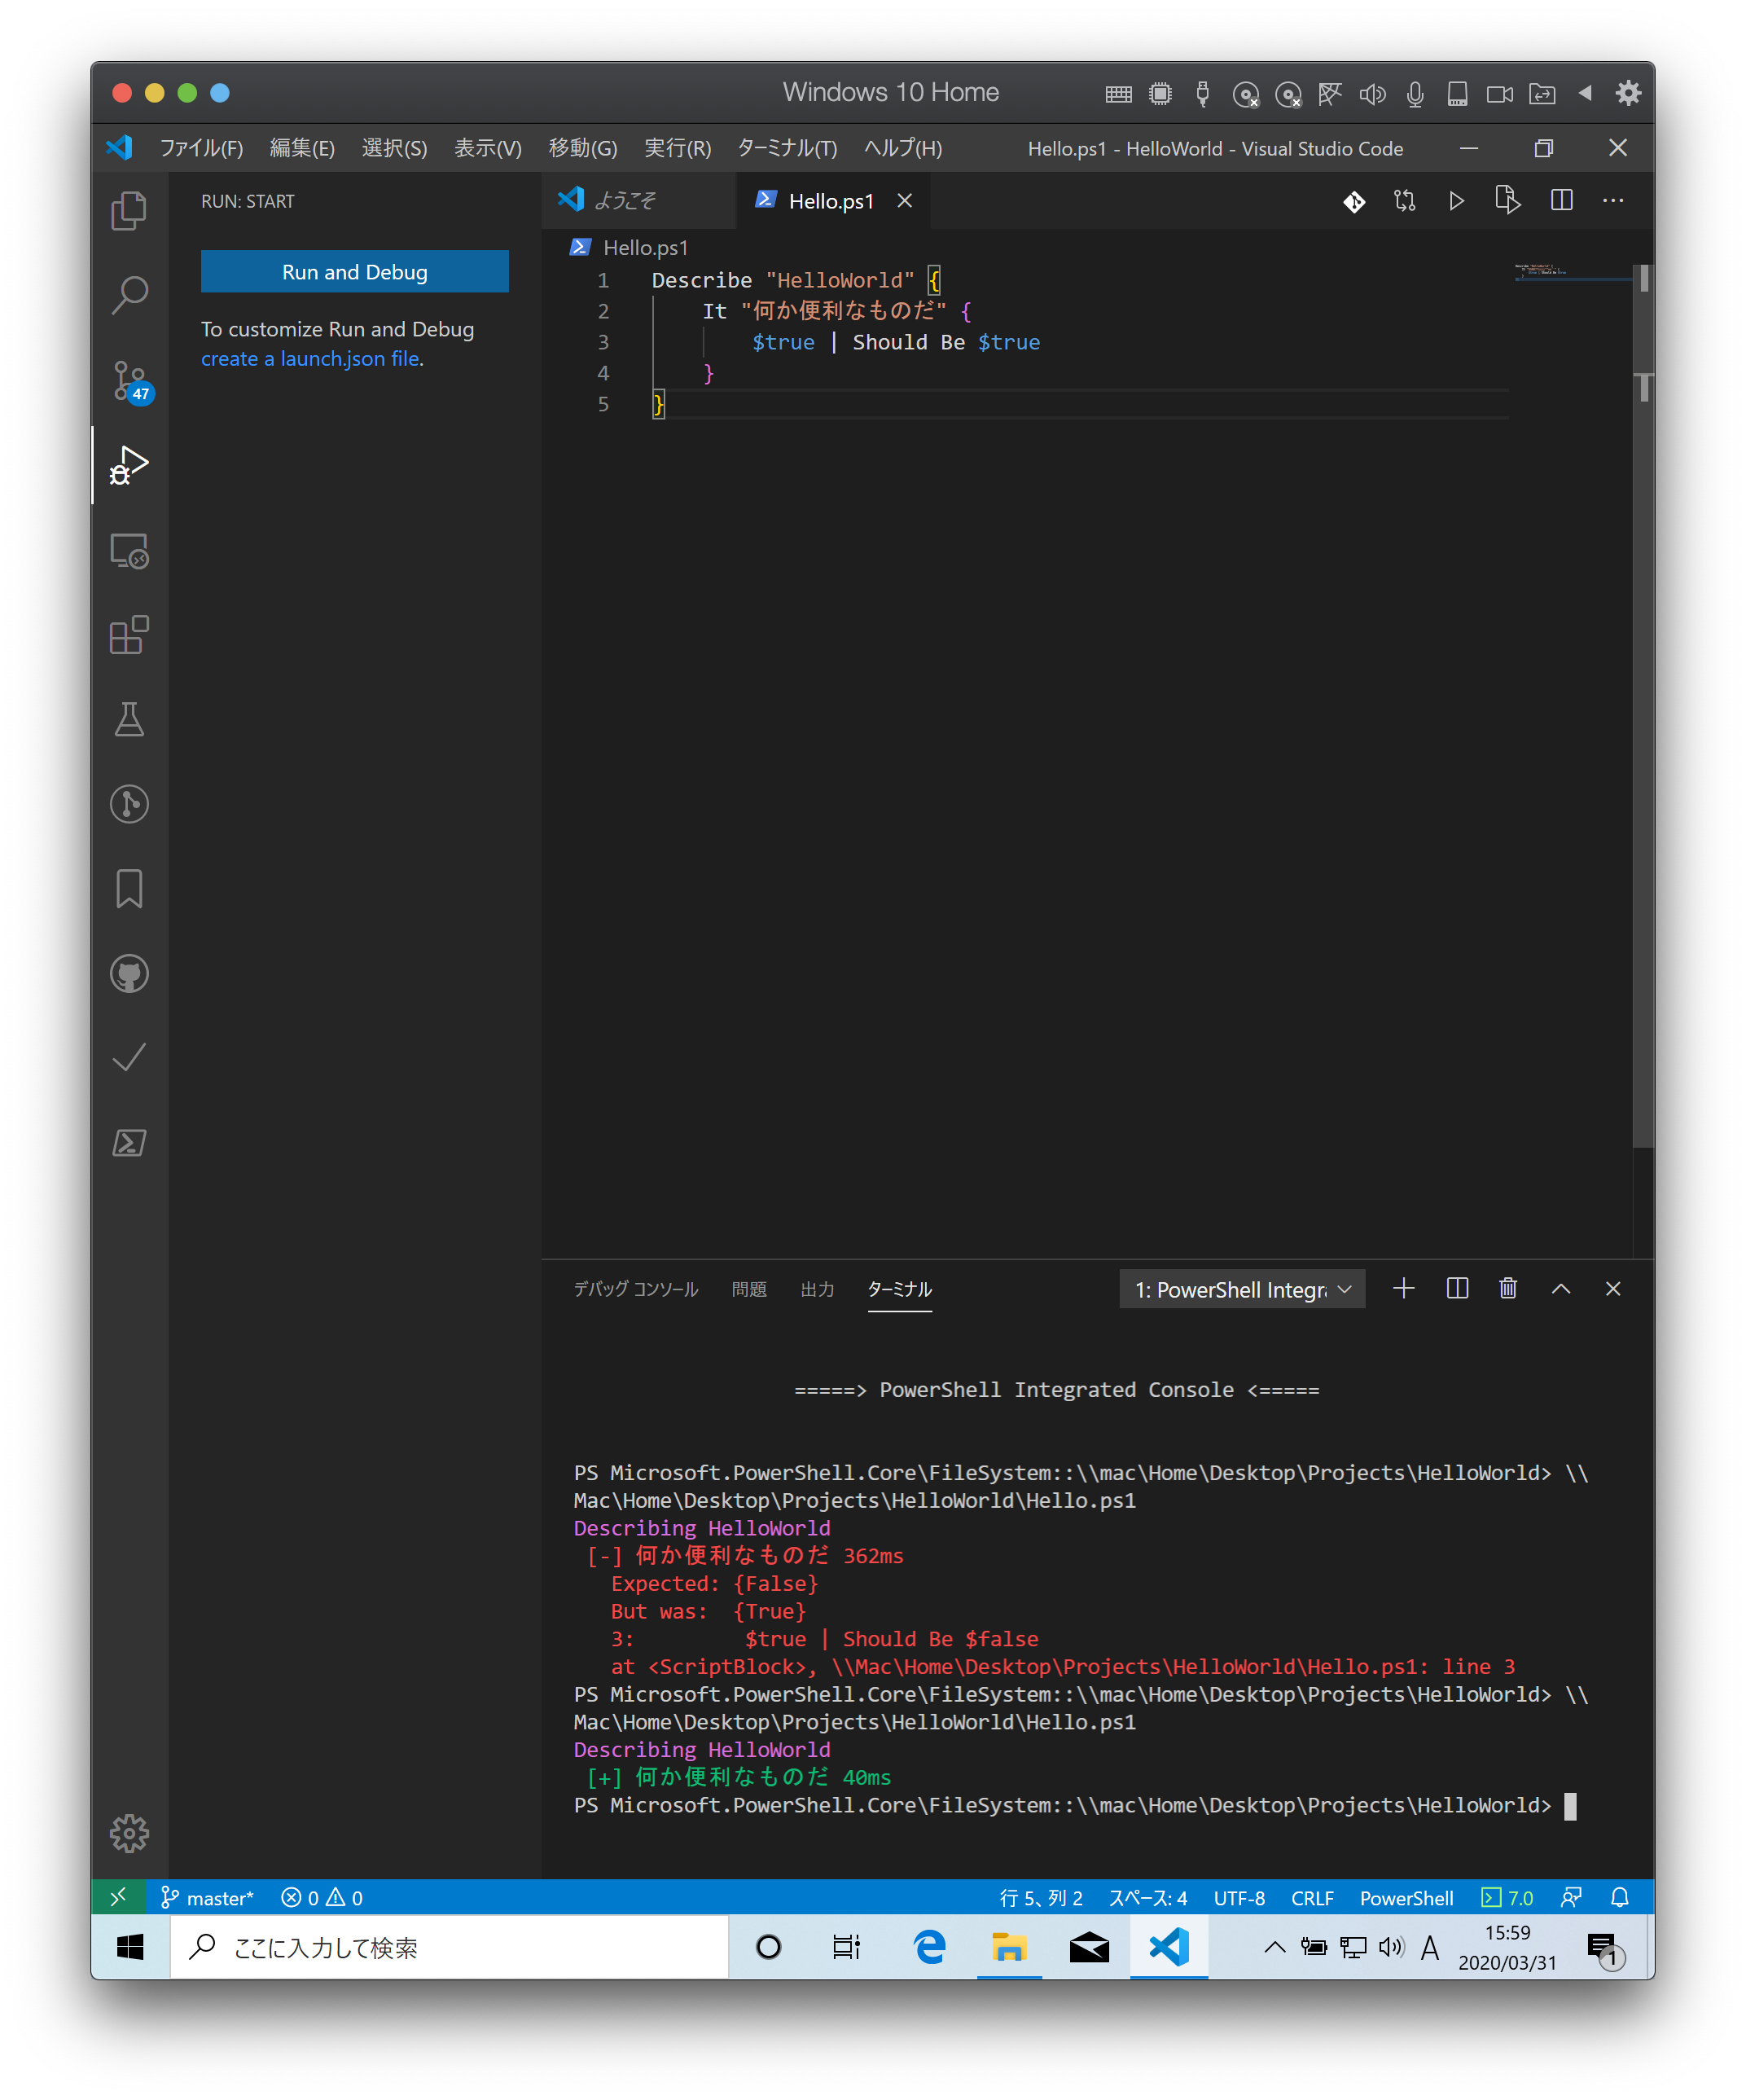 Windows 10 Home
ファイル(F) 編集(E) 選択(S) 表示(V) 移動(G) 実行(R) ターミナル(T) ヘルプ(H) Hello.ps1 - HelloWorld - Visual Studio Code
RUN: START
Run and Debug
To customize Run and Debug
create a launch.json file.
47
ようこそ Hello.ps1
Hello.ps1
1 Describe "HelloWorld" {
2 It "何か便利なものだ" {
3 $true | Should Be $true
4 }
5 }
デバッグ コンソール 問題 出力 ターミナル 1: PowerShell Integr
=====> PowerShell Integrated Console <=====
PS Microsoft.PowerShell.Core\FileSystem::\\mac\Home\Desktop\Projects\HelloWorld> \\
Mac\Home\Desktop\Projects\HelloWorld\Hello.ps1
Describing HelloWorld
[-] 何か便利なものだ 362ms
Expected: {False}
But was:  {True}
3:         $true | Should Be $false
at <ScriptBlock>, \\Mac\Home\Desktop\Projects\HelloWorld\Hello.ps1: line 3
PS Microsoft.PowerShell.Core\FileSystem::\\mac\Home\Desktop\Projects\HelloWorld> \\
Mac\Home\Desktop\Projects\HelloWorld\Hello.ps1
Describing HelloWorld
[+] 何か便利なものだ 40ms
PS Microsoft.PowerShell.Core\FileSystem::\\mac\Home\Desktop\Projects\HelloWorld>
master* 0 0 行 5、列 2 スペース: 4 UTF-8 CRLF PowerShell 7.0
ここに入力して検索 A 15:59
2020/03/31 1